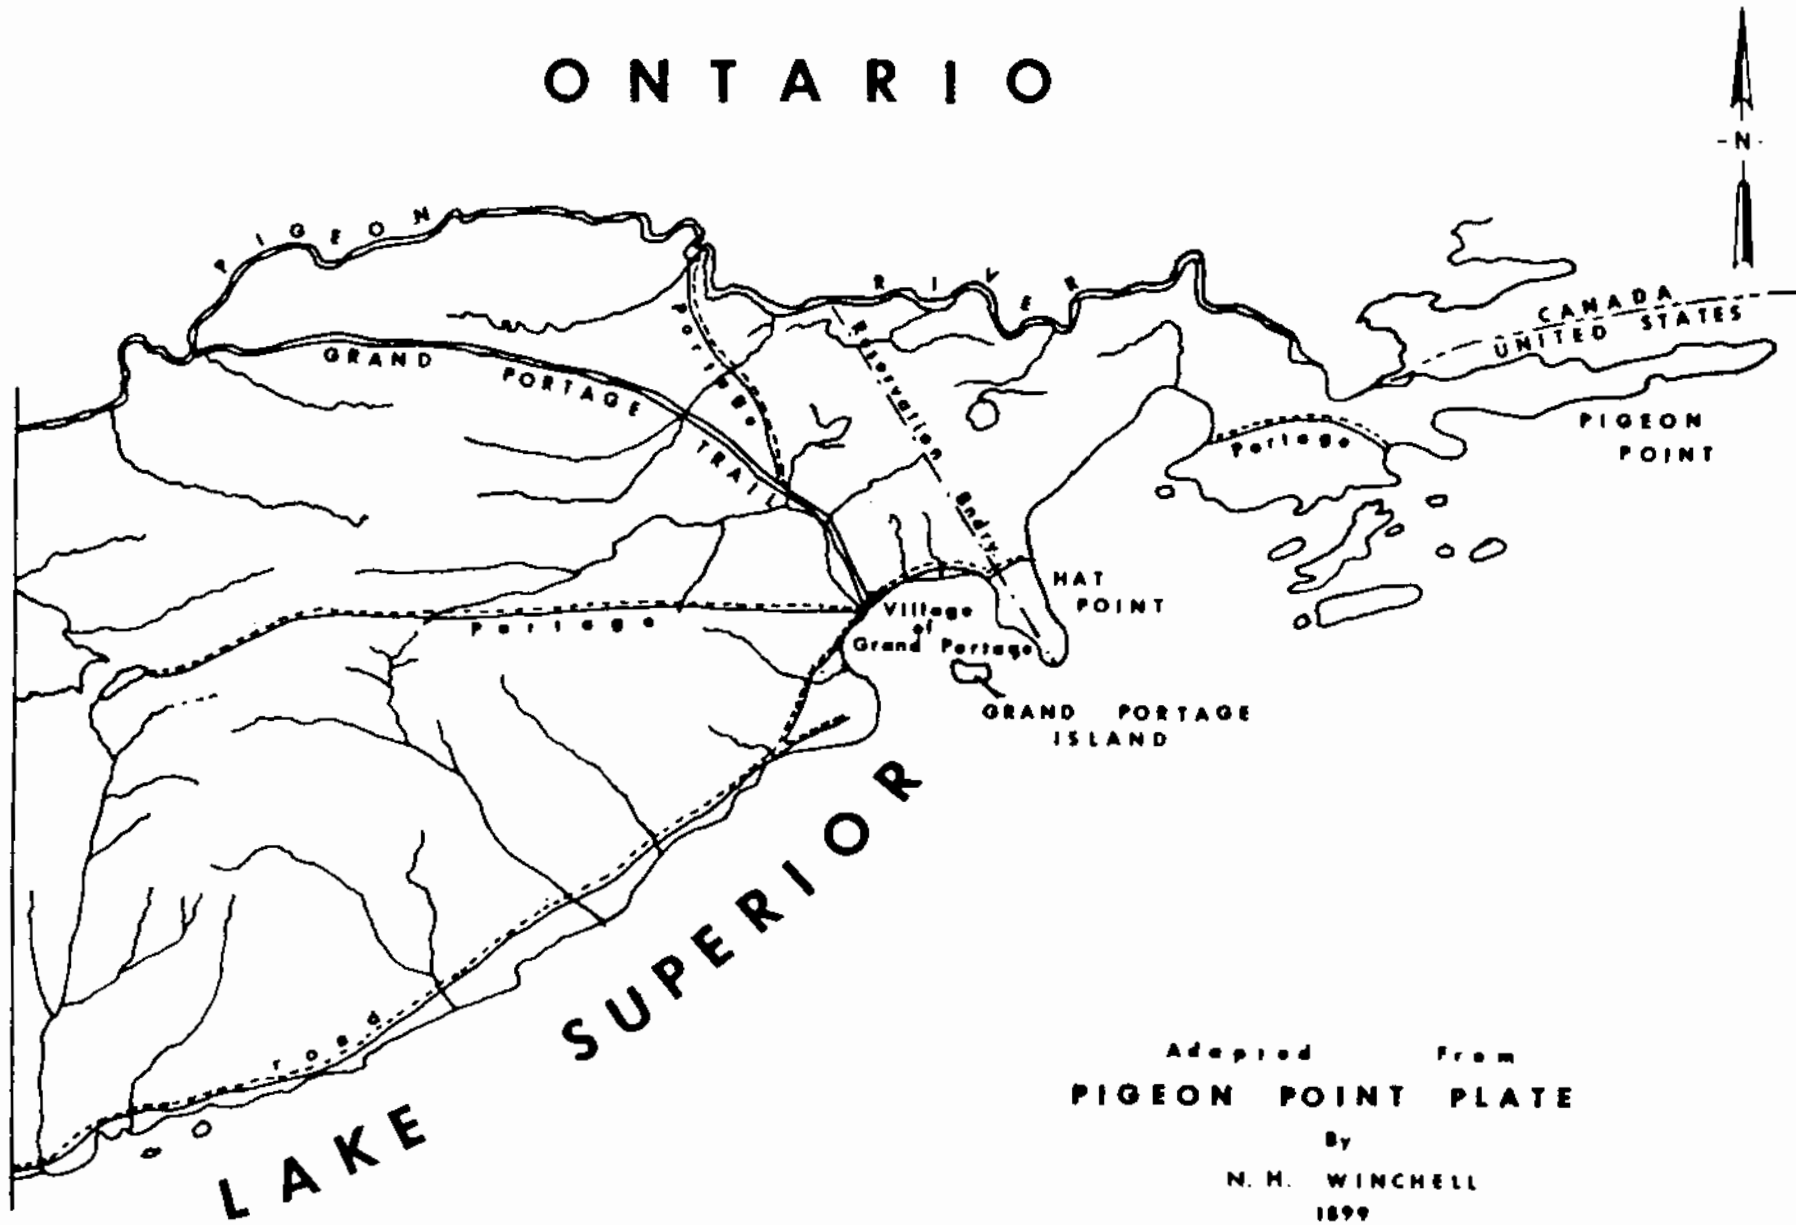 ONTARIO
-N-
PIGEON RIVER
CANADA
UNITED STATES
GRAND PORTAGE TRAIL
Portage
Reservation Bndry.
Portage
PIGEON
POINT
HAT
POINT
Village
of
Grand Portage
Portage
GRAND PORTAGE
ISLAND
road
LAKE SUPERIOR
Adapted From
PIGEON POINT PLATE
By
N. H. WINCHELL
1899